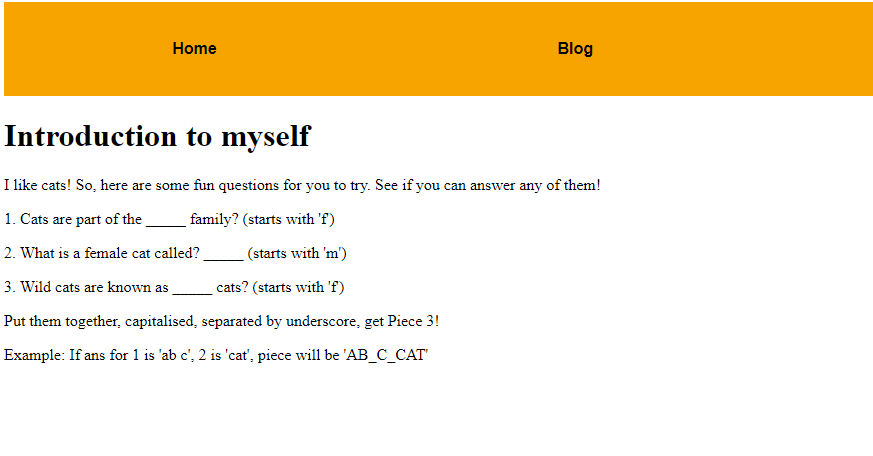 Home Blog
Introduction to myself
I like cats! So, here are some fun questions for you to try. See if you can answer any of them!
1. Cats are part of the _____ family? (starts with 'f')
2. What is a female cat called? _____ (starts with 'm')
3. Wild cats are known as _____ cats? (starts with 'f')
Put them together, capitalised, separated by underscore, get Piece 3!
Example: If ans for 1 is 'ab c', 2 is 'cat', piece will be 'AB_C_CAT'